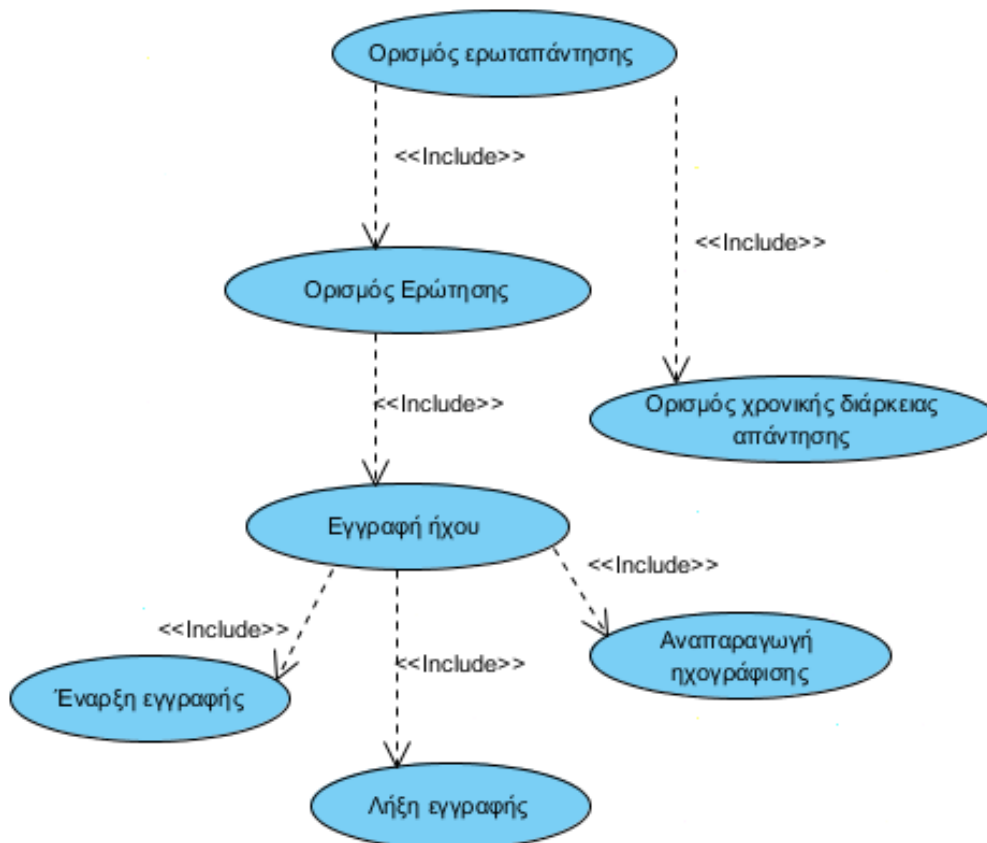 Ορισμός ερωταπάντησης
<<Include>>
<<Include>>
Ορισμός Ερώτησης
<<Include>>
Ορισμός χρονικής διάρκειας
απάντησης
Εγγραφή ήχου
<<Include>>
<<Include>>
<<Include>>
Αναπαραγωγή
ηχογράφισης
Έναρξη εγγραφής
Λήξη εγγραφής